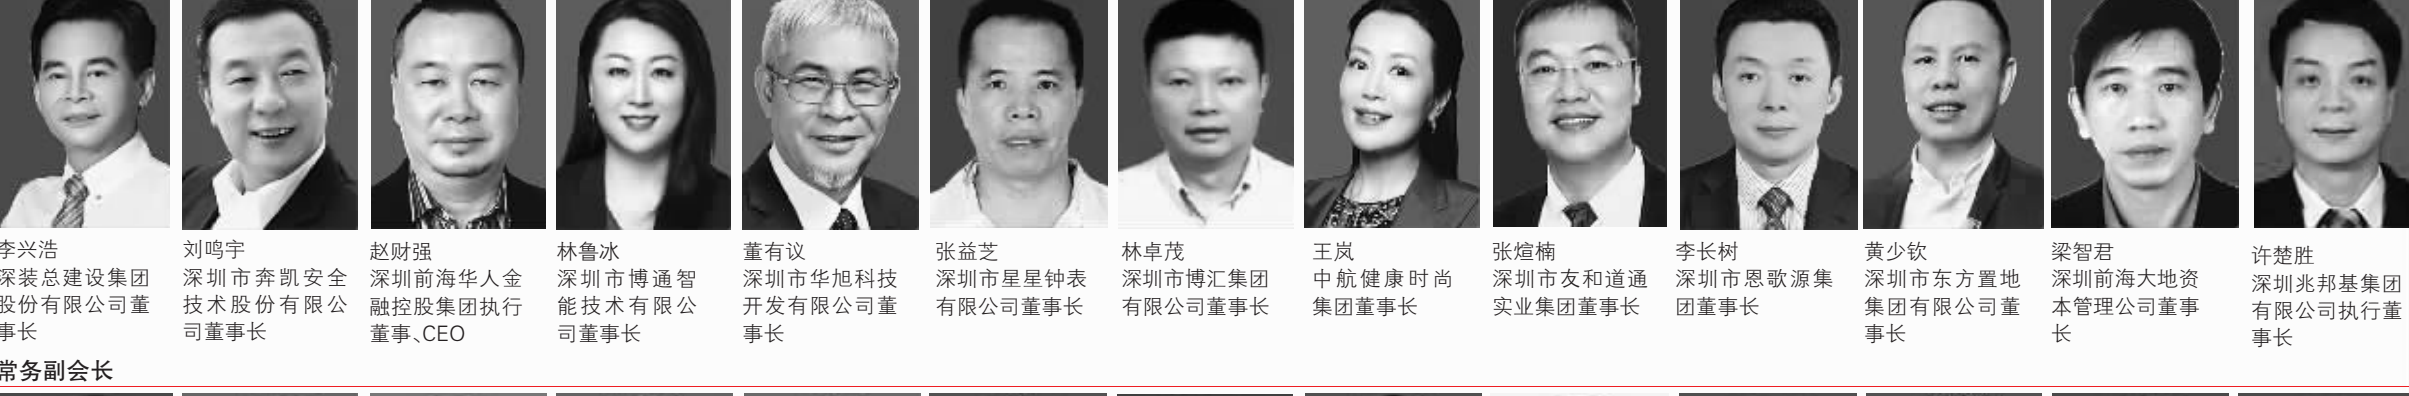 李兴浩
深装总建设集团
股份有限公司董
事长
刘鸣宇
深圳市奔凯安全
技术股份有限公
司董事长
赵财强
深圳前海华人金
融控股集团执行
董事、CEO
林鲁冰
深圳市博通智
能技术有限公
司董事长
董有议
深圳市华旭科技
开发有限公司董
事长
张益芝
深圳市星星钟表
有限公司董事长
林卓茂
深圳市博汇集团
有限公司董事长
王岚
中航健康时尚
集团董事长
张煊楠
深圳市友和道通
实业集团董事长
李长树
深圳市恩歌源集
团董事长
黄少钦
深圳市东方置地
集团有限公司董
事长
梁智君
深圳前海大地资
本管理公司董事
长
许楚胜
深圳兆邦基集团
有限公司执行董
事长
常务副会长